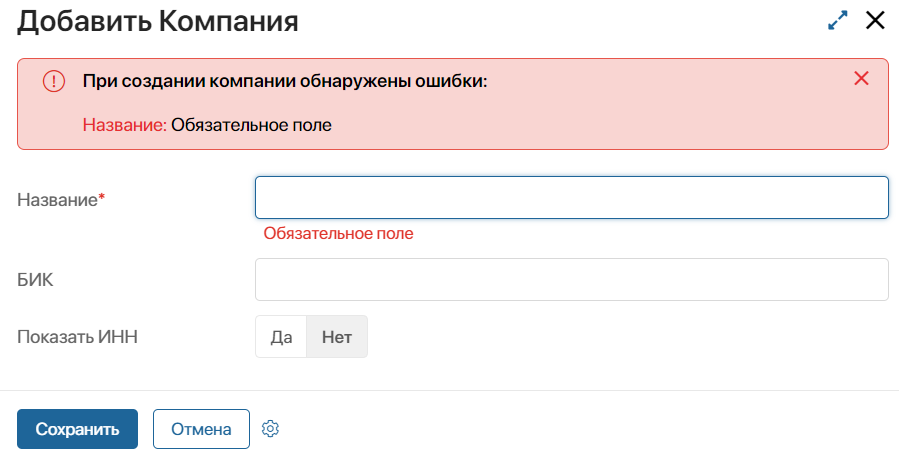 Добавить Компания
При создании компании обнаружены ошибки:
Название: Обязательное поле
Название*
Обязательное поле
БИК
Показать ИНН Да Нет
Сохранить Отмена